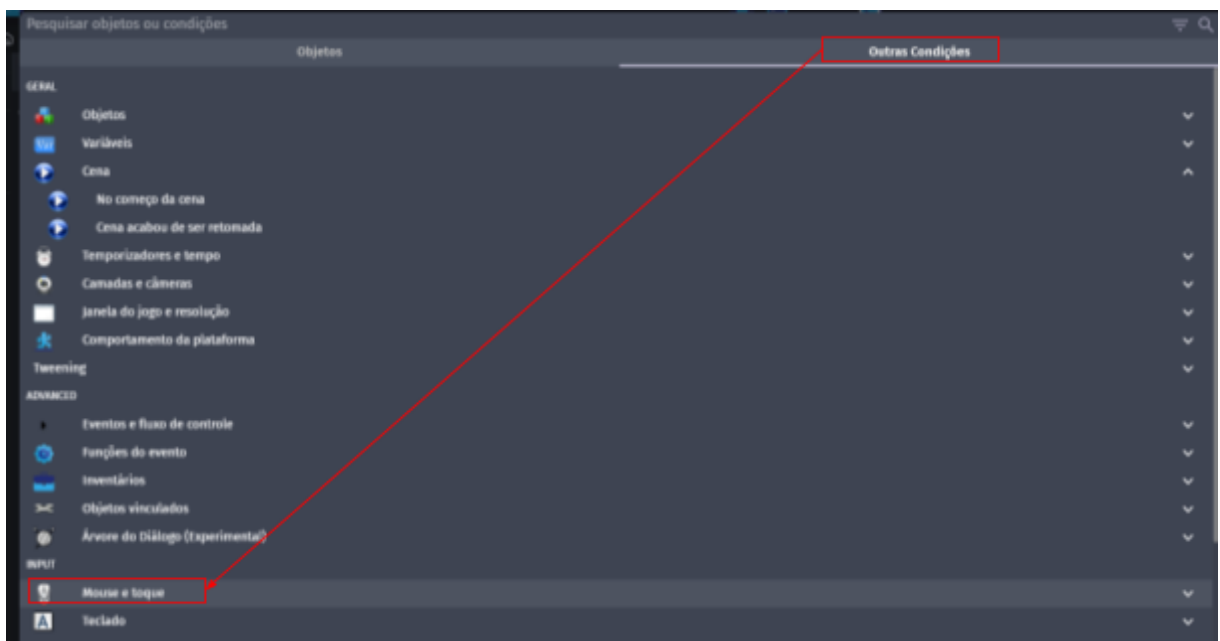 Pesquisar objetos ou condições
Objetos
Outras Condições
GERAL
Objetos
Variáveis
Cena
No começo da cena
Cena acabou de ser retomada
Temporizadores e tempo
Camadas e câmeras
Janela do jogo e resolução
Comportamento da plataforma
Tweening
ADVANCED
Eventos e fluxo de controle
Funções do evento
Inventários
Objetos vinculados
Árvore do Diálogo (Experimental)
INPUT
Mouse e toque
Teclado